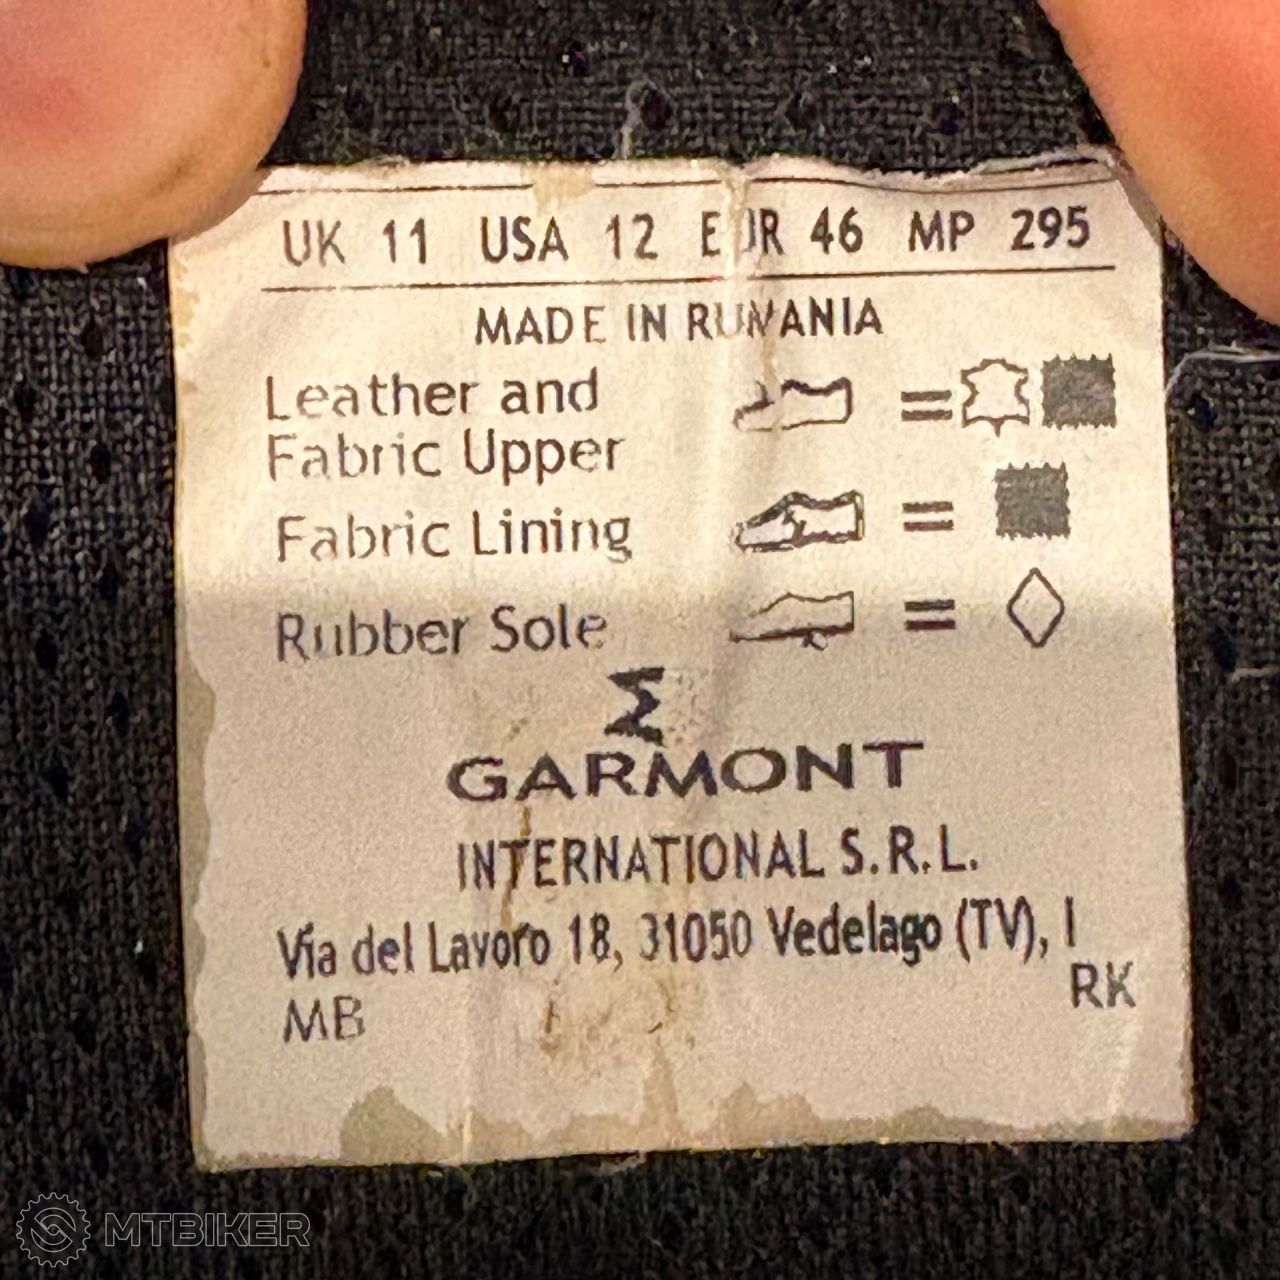 UK 11 USA 12 EUR 46 MP 295
MADE IN RUMANIA
Leather and
Fabric Upper
Fabric Lining
Rubber Sole
GARMONT
INTERNATIONAL S.R.L.
Via del Lavoro 18, 31050 Vedelago (TV), I
RK
MB
MTBIKER